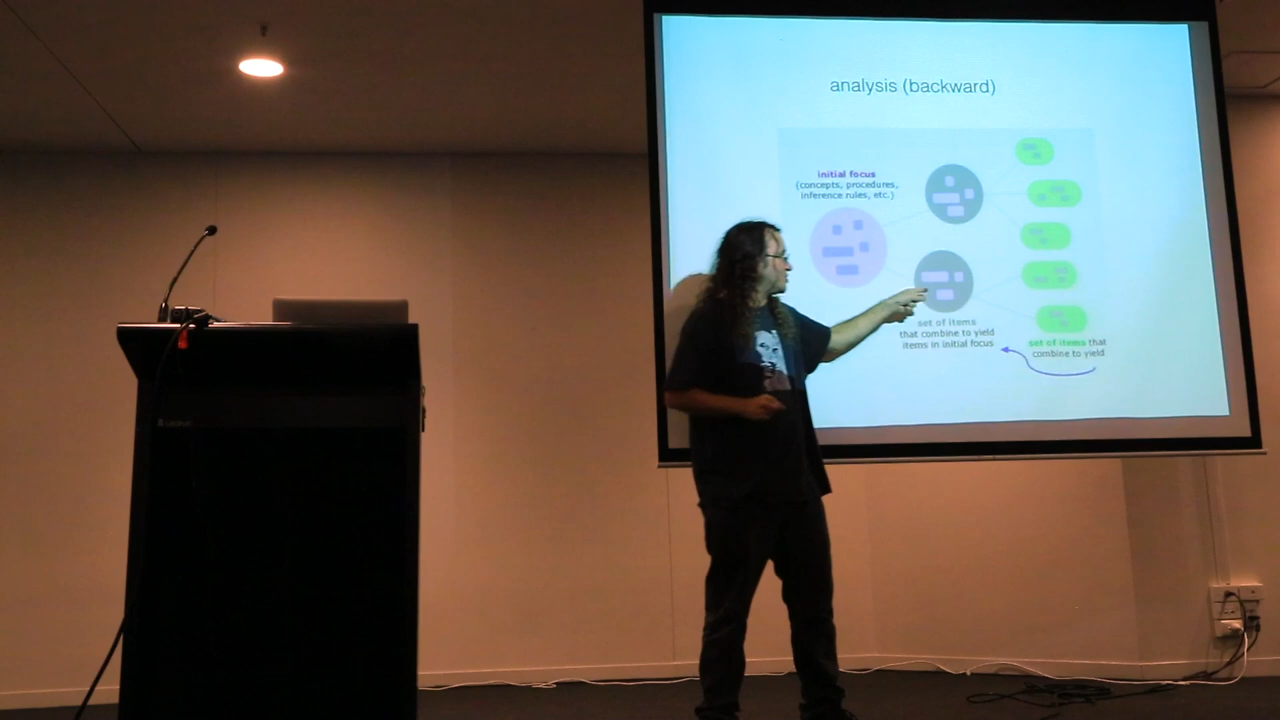 analysis (backward)
initial focus
(concepts, procedures,
inference rules, etc.)
set of items
that combine to yield
items in initial focus
set of items that
combine to yield